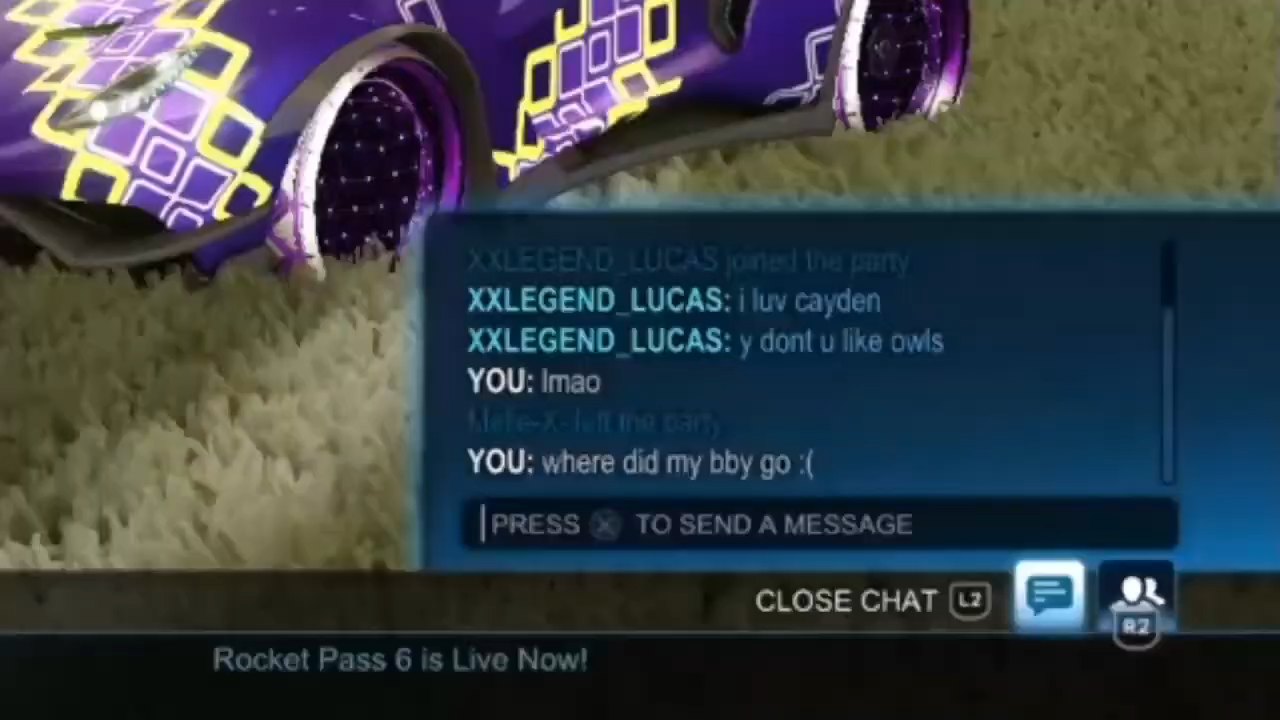 XXLEGEND_LUCAS joined the party
XXLEGEND_LUCAS: i luv cayden
XXLEGEND_LUCAS: y dont u like owls
YOU: lmao
left the party
YOU: where did my bby go :(
PRESS TO SEND A MESSAGE
CLOSE CHAT L2
R2
Rocket Pass 6 is Live Now!